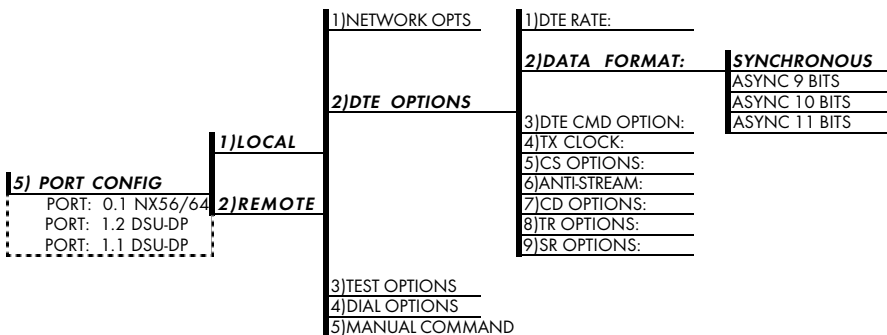 1)NETWORK OPTS
1)DTE RATE:
2)DATA FORMAT:
SYNCHRONOUS
ASYNC 9 BITS
2)DTE OPTIONS
ASYNC 10 BITS
3)DTE CMD OPTION:
ASYNC 11 BITS
1)LOCAL
4)TX CLOCK:
5)CS OPTIONS:
5) PORT CONFIG
6)ANTI-STREAM:
PORT: 0.1 NX56/64
2)REMOTE
7)CD OPTIONS:
PORT: 1.2 DSU-DP
8)TR OPTIONS:
PORT: 1.1 DSU-DP
9)SR OPTIONS:
3)TEST OPTIONS
4)DIAL OPTIONS
5)MANUAL COMMAND